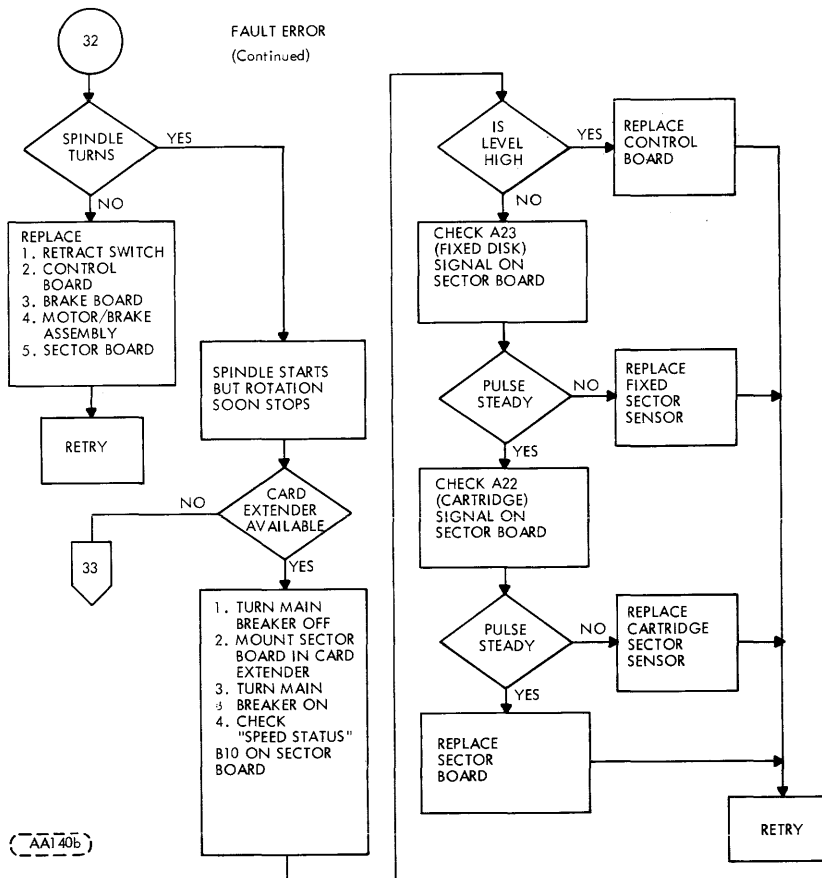 32
FAULT ERROR
(Continued)
SPINDLE
TURNS
YES
NO
REPLACE
1. RETRACT SWITCH
2. CONTROL
BOARD
3. BRAKE BOARD
4. MOTOR/BRAKE
ASSEMBLY
5. SECTOR BOARD
RETRY
SPINDLE STARTS
BUT ROTATION
SOON STOPS
CARD
EXTENDER
AVAILABLE
NO
33
YES
1. TURN MAIN
BREAKER OFF
2. MOUNT SECTOR
BOARD IN CARD
EXTENDER
3. TURN MAIN
BREAKER ON
4. CHECK
"SPEED STATUS"
B10 ON SECTOR
BOARD
IS
LEVEL
HIGH
YES
REPLACE
CONTROL
BOARD
NO
CHECK A23
(FIXED DISK)
SIGNAL ON
SECTOR BOARD
PULSE
STEADY
NO
REPLACE
FIXED
SECTOR
SENSOR
YES
CHECK A22
(CARTRIDGE)
SIGNAL ON
SECTOR BOARD
PULSE
STEADY
NO
REPLACE
CARTRIDGE
SECTOR
SENSOR
YES
REPLACE
SECTOR
BOARD
RETRY
AA140b